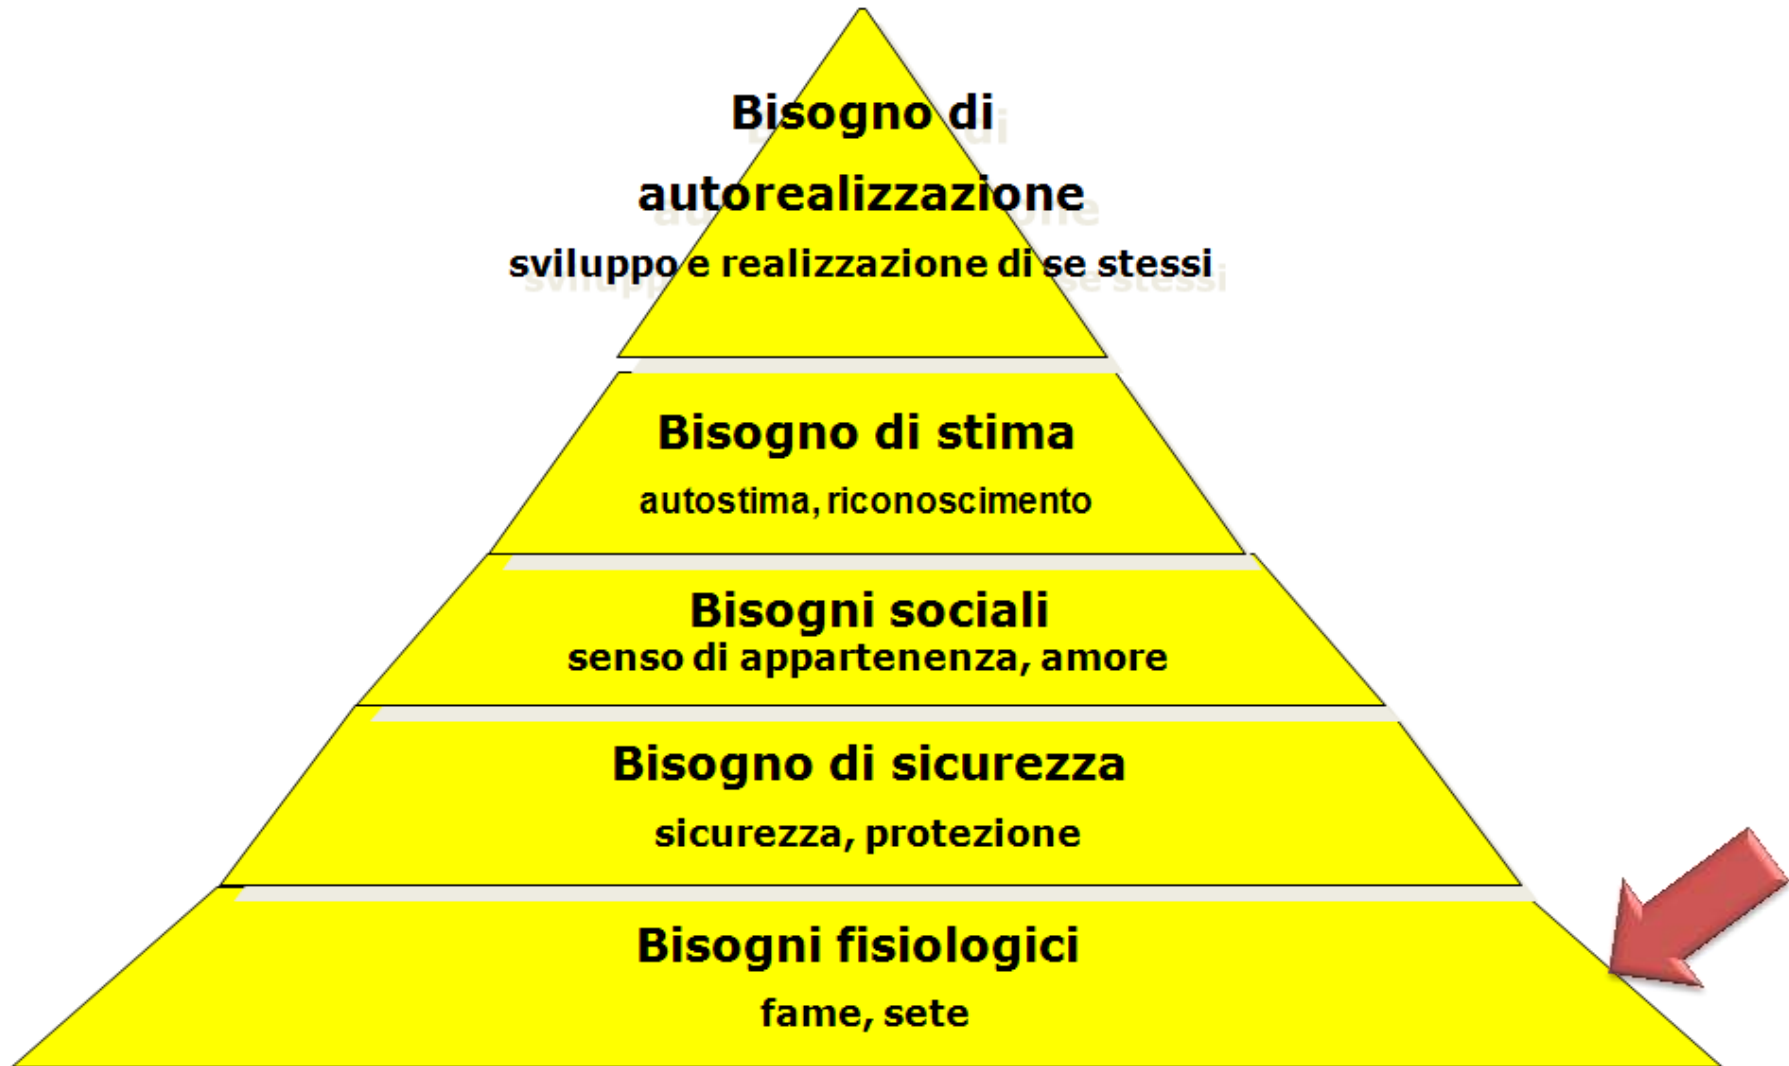 Bisogno di
autorealizzazione
sviluppo e realizzazione di se stessi
Bisogno di stima
autostima, riconoscimento
Bisogni sociali
senso di appartenenza, amore
Bisogno di sicurezza
sicurezza, protezione
Bisogni fisiologici
fame, sete